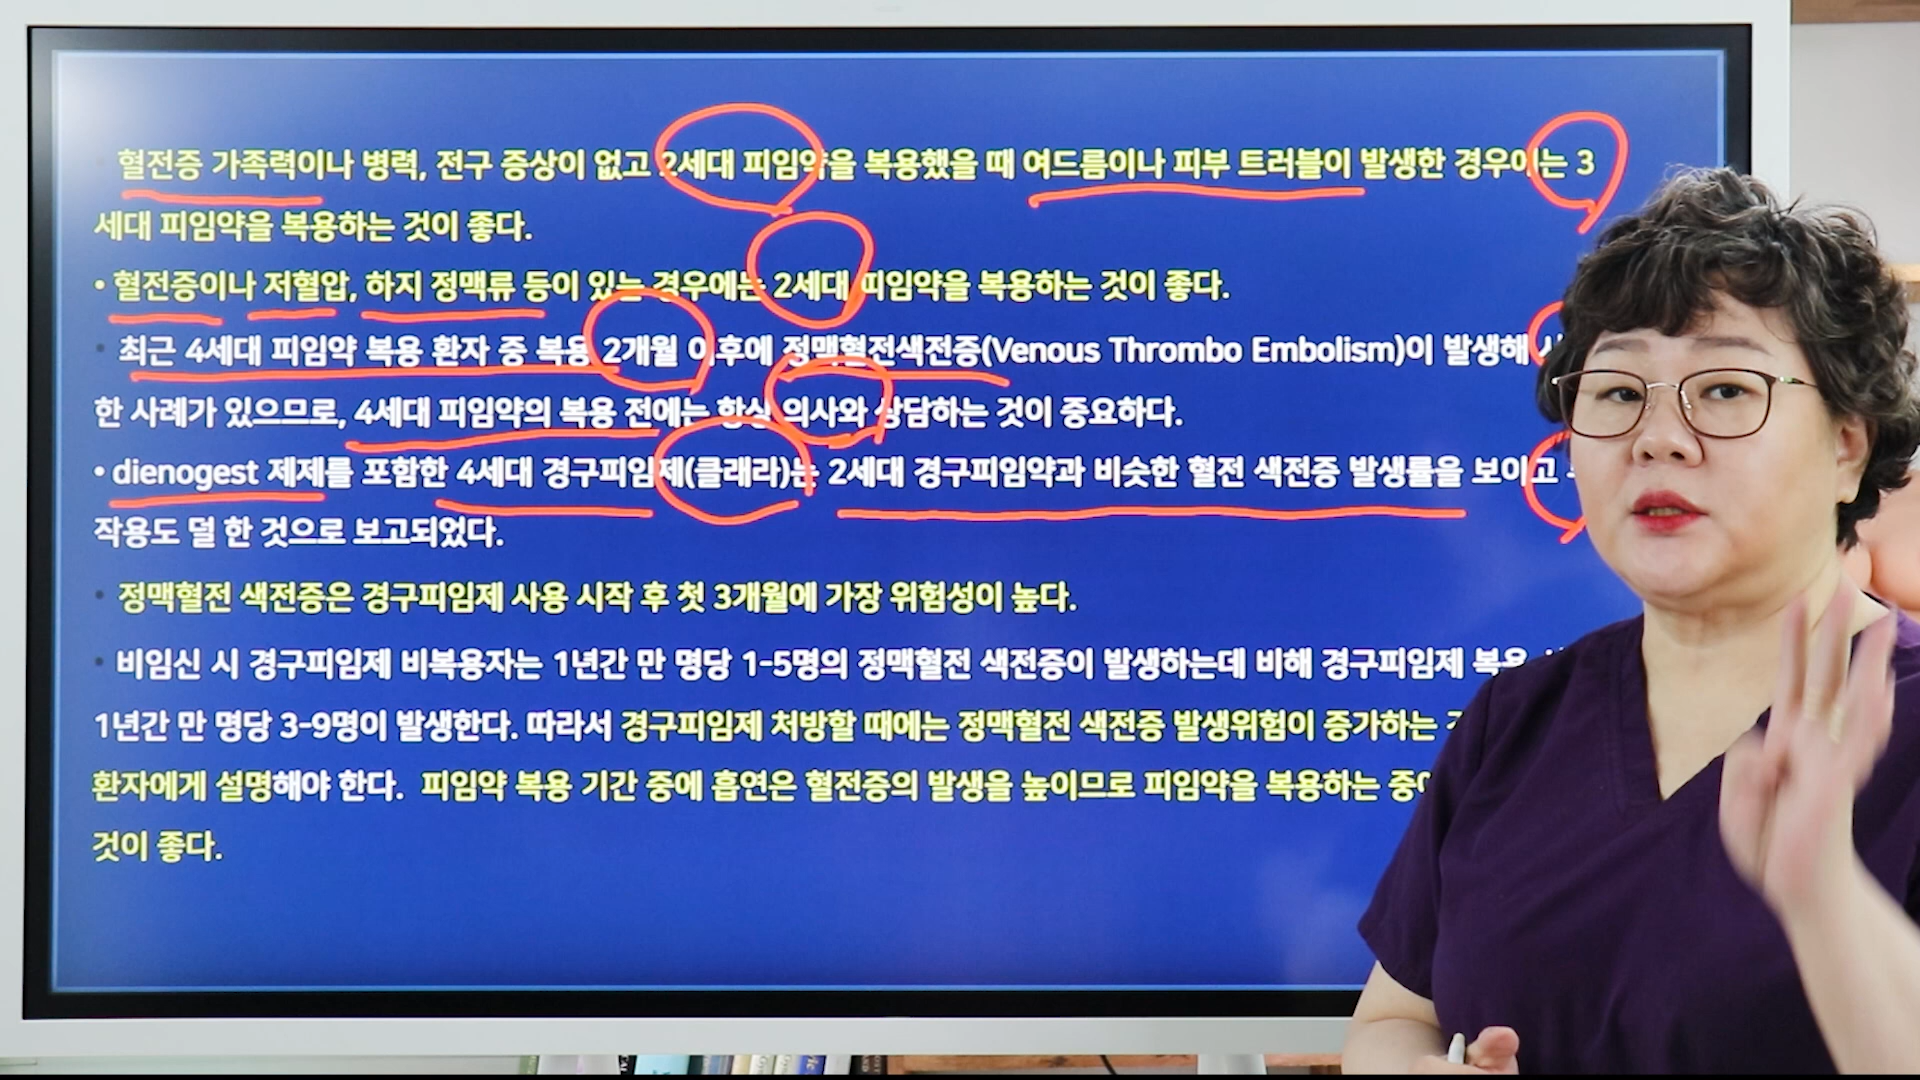 혈전증 가족력이나 병력, 전구 증상이 없고 2세대 피임약을 복용했을 때 여드름이나 피부 트러블이 발생한 경우에는 3
세대 피임약을 복용하는 것이 좋다.
• 혈전증이나 저혈압, 하지 정맥류 등이 있는 경우에는 2세대 피임약을 복용하는 것이 좋다.
• 최근 4세대 피임약 복용 환자 중 복용 2개월 이후에 정맥혈전색전증(Venous Thrombo Embolism)이 발생해
한 사례가 있으므로, 4세대 피임약의 복용 전에는 항상 의사와 상담하는 것이 중요하다.
• dienogest 제제를 포함한 4세대 경구피임제(클래라)는 2세대 경구피임약과 비슷한 혈전 색전증 발생률을 보이고
작용도 덜 한 것으로 보고되었다.
• 정맥혈전 색전증은 경구피임제 사용 시작 후 첫 3개월에 가장 위험성이 높다.
• 비임신 시 경구피임제 비복용자는 1년간 만 명당 1-5명의 정맥혈전 색전증이 발생하는데 비해 경구피임제 복용
1년간 만 명당 3-9명이 발생한다. 따라서 경구피임제 처방할 때에는 정맥혈전 색전증 발생위험이 증가하는
환자에게 설명해야 한다. 피임약 복용 기간 중에 흡연은 혈전증의 발생을 높이므로 피임약을 복용하는
것이 좋다.